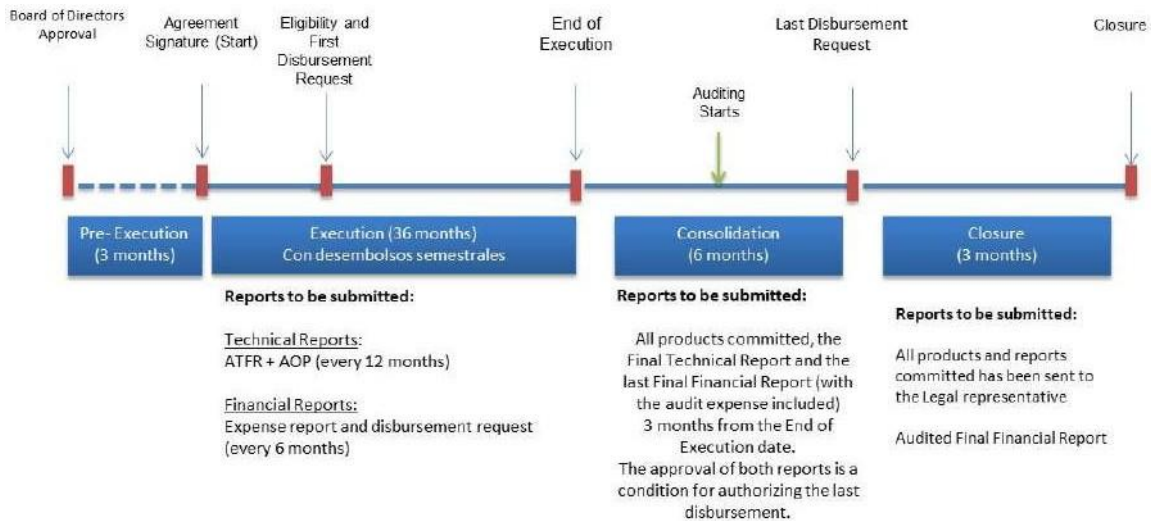 Board of Directors
Approval
Agreement
Signature (Start)
Eligibility and
First
Disbursement
Request
End of
Execution
Auditing
Starts
Last Disbursement
Request
Closure
Pre- Execution
(3 months)
Execution (36 months)
Con desembolsos semestrales
Consolidation
(6 months)
Closure
(3 months)
Reports to be submitted:
Technical Reports:
ATFR + AOP (every 12 months)
Financial Reports:
Expense report and disbursement request
(every 6 months)
Reports to be submitted:
All products committed, the
Final Technical Report and the
last Final Financial Report (with
the audit expense included)
3 months from the End of
Execution date.
The approval of both reports is a
condition for authorizing the last
disbursement.
Reports to be submitted:
All products and reports
committed has been sent to
the Legal representative
Audited Final Financial Report